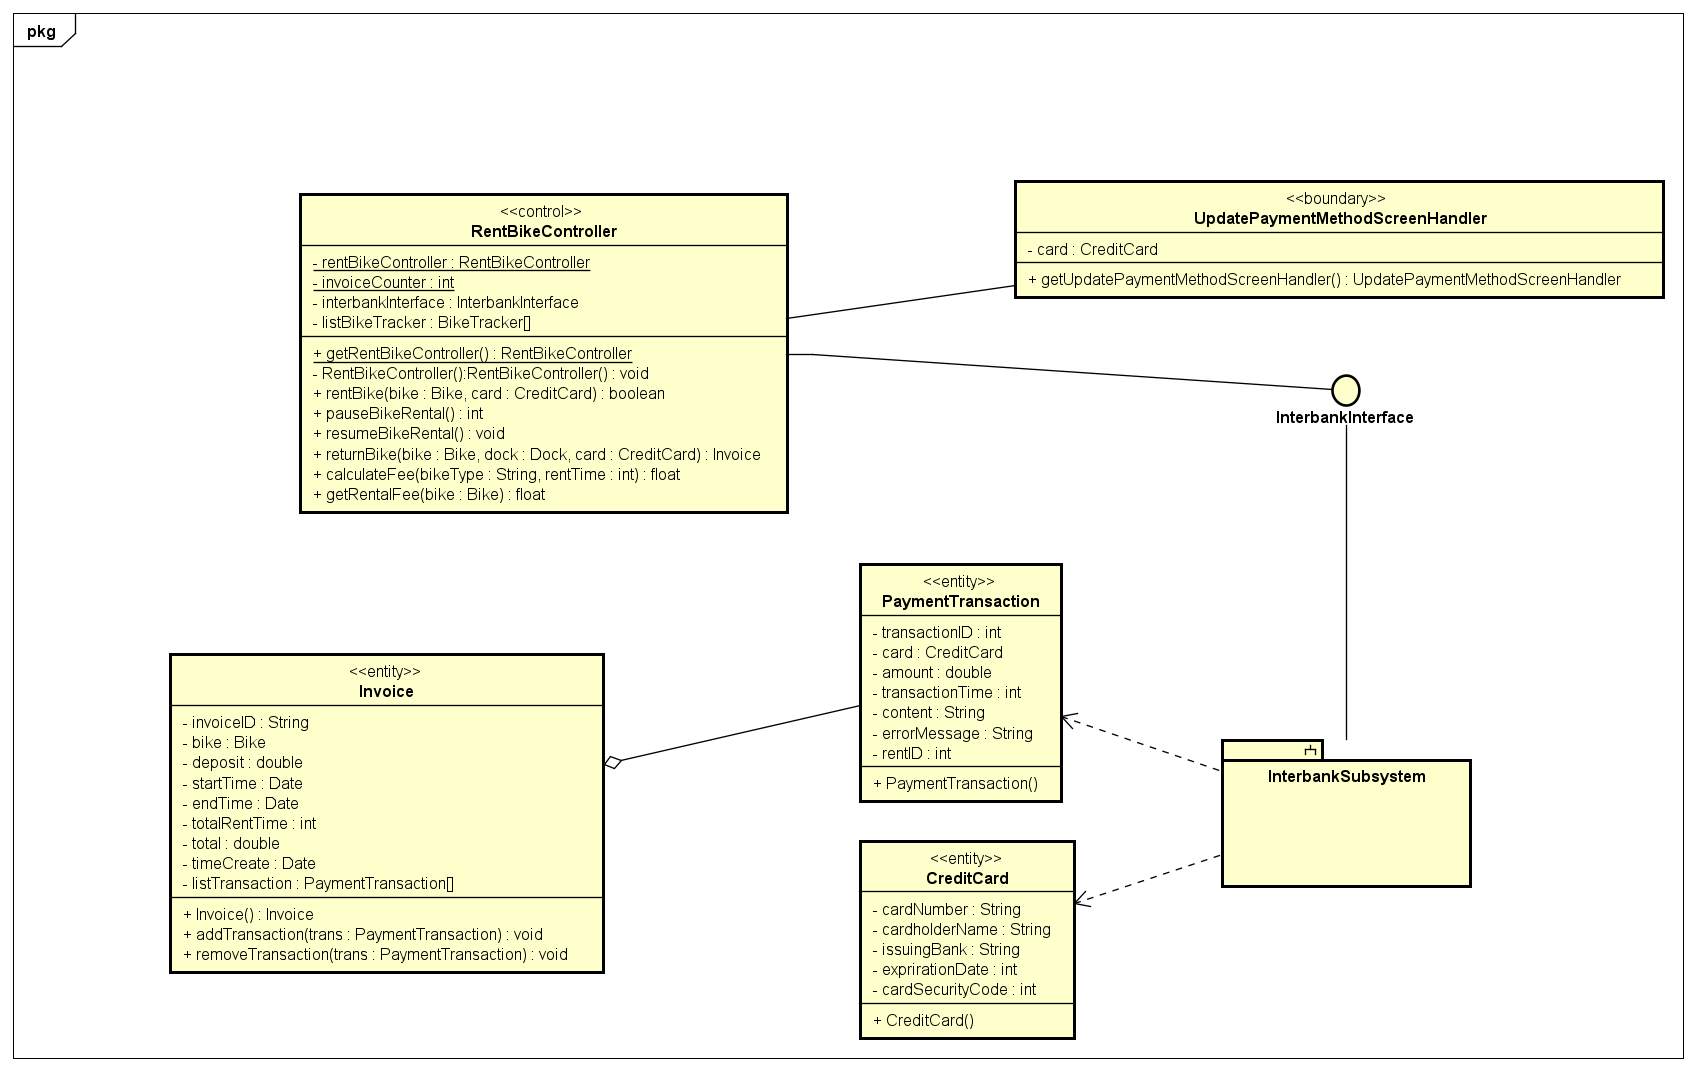 pkg
<<control>>
RentBikeController
- rentBikeController : RentBikeController
- invoiceCounter : int
- interbankInterface : InterbankInterface
- listBikeTracker : BikeTracker[]
+ getRentBikeController() : RentBikeController
- RentBikeController():RentBikeController() : void
+ rentBike(bike : Bike, card : CreditCard) : boolean
+ pauseBikeRental() : int
+ resumeBikeRental() : void
+ returnBike(bike : Bike, dock : Dock, card : CreditCard) : Invoice
+ calculateFee(bikeType : String, rentTime : int) : float
+ getRentalFee(bike : Bike) : float
<<boundary>>
UpdatePaymentMethodScreenHandler
- card : CreditCard
+ getUpdatePaymentMethodScreenHandler() : UpdatePaymentMethodScreenHandler
InterbankInterface
<<entity>>
PaymentTransaction
- transactionID : int
- card : CreditCard
- amount : double
- transactionTime : int
- content : String
- errorMessage : String
- rentID : int
+ PaymentTransaction()
<<entity>>
Invoice
- invoiceID : String
- bike : Bike
- deposit : double
- startTime : Date
- endTime : Date
- totalRentTime : int
- total : double
- timeCreate : Date
- listTransaction : PaymentTransaction[]
+ Invoice() : Invoice
+ addTransaction(trans : PaymentTransaction) : void
+ removeTransaction(trans : PaymentTransaction) : void
InterbankSubsystem
<<entity>>
CreditCard
- cardNumber : String
- cardholderName : String
- issuingBank : String
- exprirationDate : int
- cardSecurityCode : int
+ CreditCard()